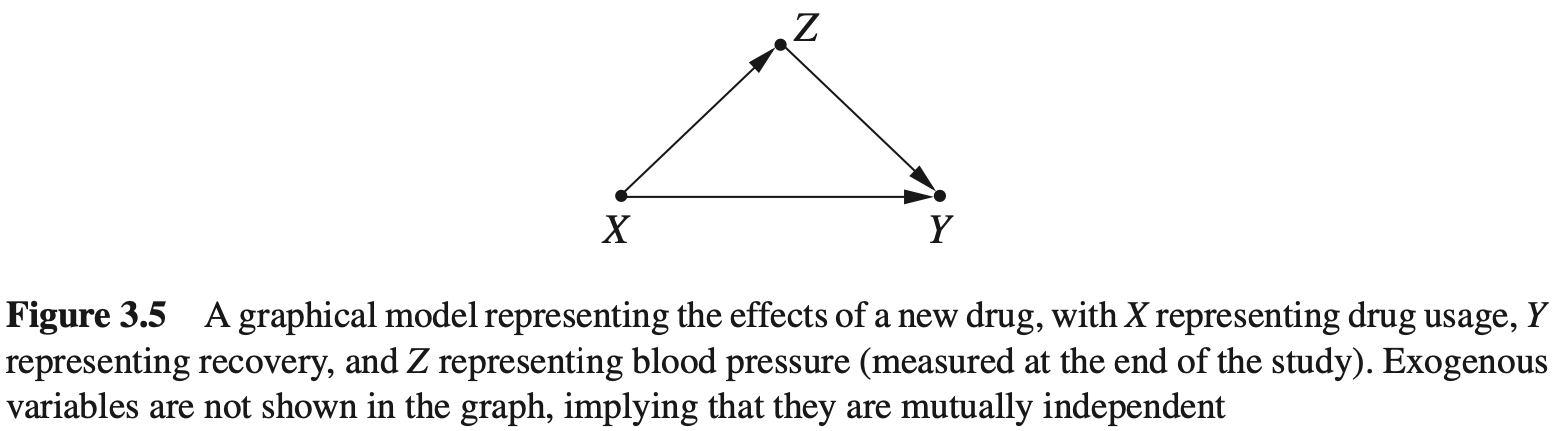 Z
X
Y
Figure 3.5 A graphical model representing the effects of a new drug, with X representing drug usage, Y
representing recovery, and Z representing blood pressure (measured at the end of the study). Exogenous
variables are not shown in the graph, implying that they are mutually independent